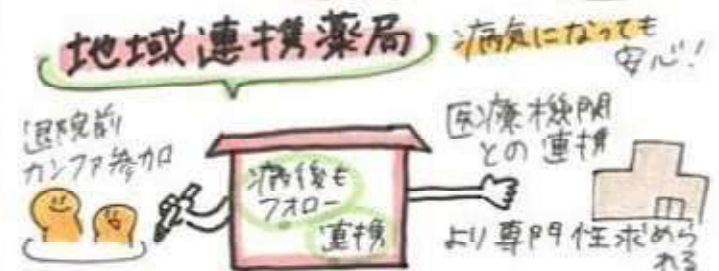 地域連携薬局
病気になっても
安心!
退院前
カンファ参加
病後も
フォロー
連携
医療機関
との連携
より専門性求めら
れる